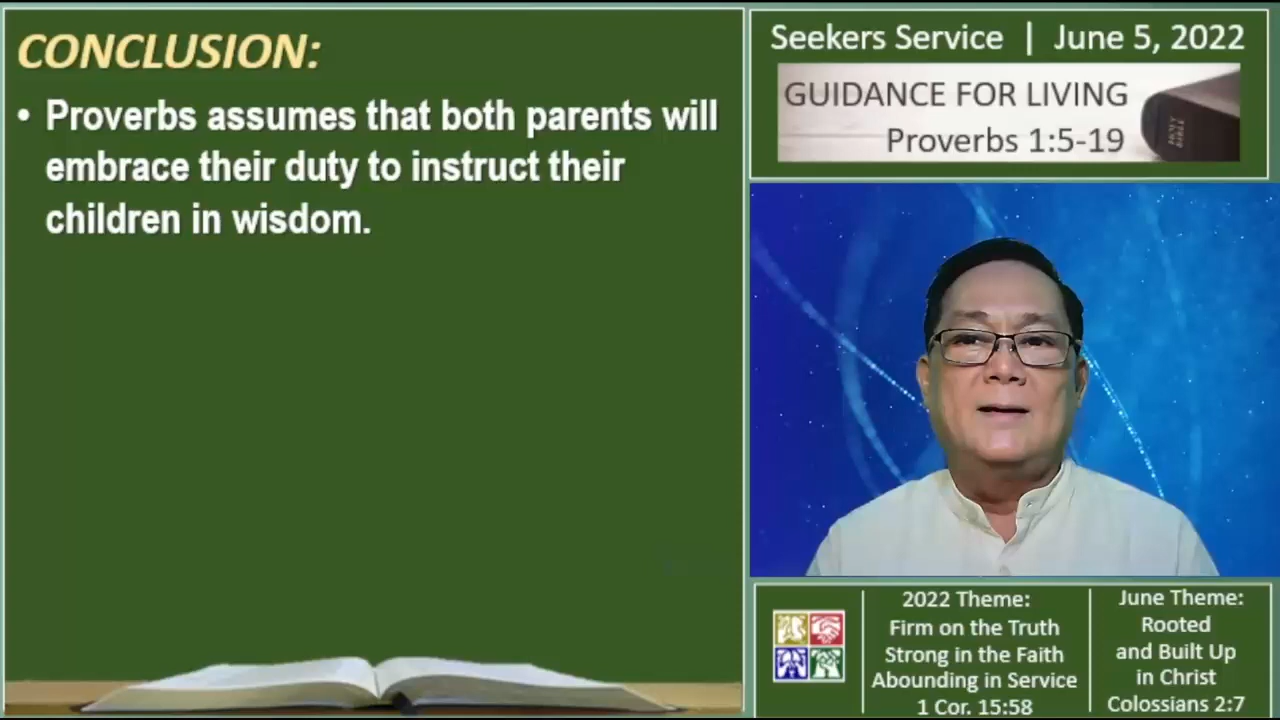 CONCLUSION:
• Proverbs assumes that both parents will
embrace their duty to instruct their
children in wisdom.
Seekers Service | June 5, 2022
GUIDANCE FOR LIVING
Proverbs 1:5-19
2022 Theme:
Firm on the Truth
Strong in the Faith
Abounding in Service
1 Cor. 15:58
June Theme:
Rooted
and Built Up
in Christ
Colossians 2:7